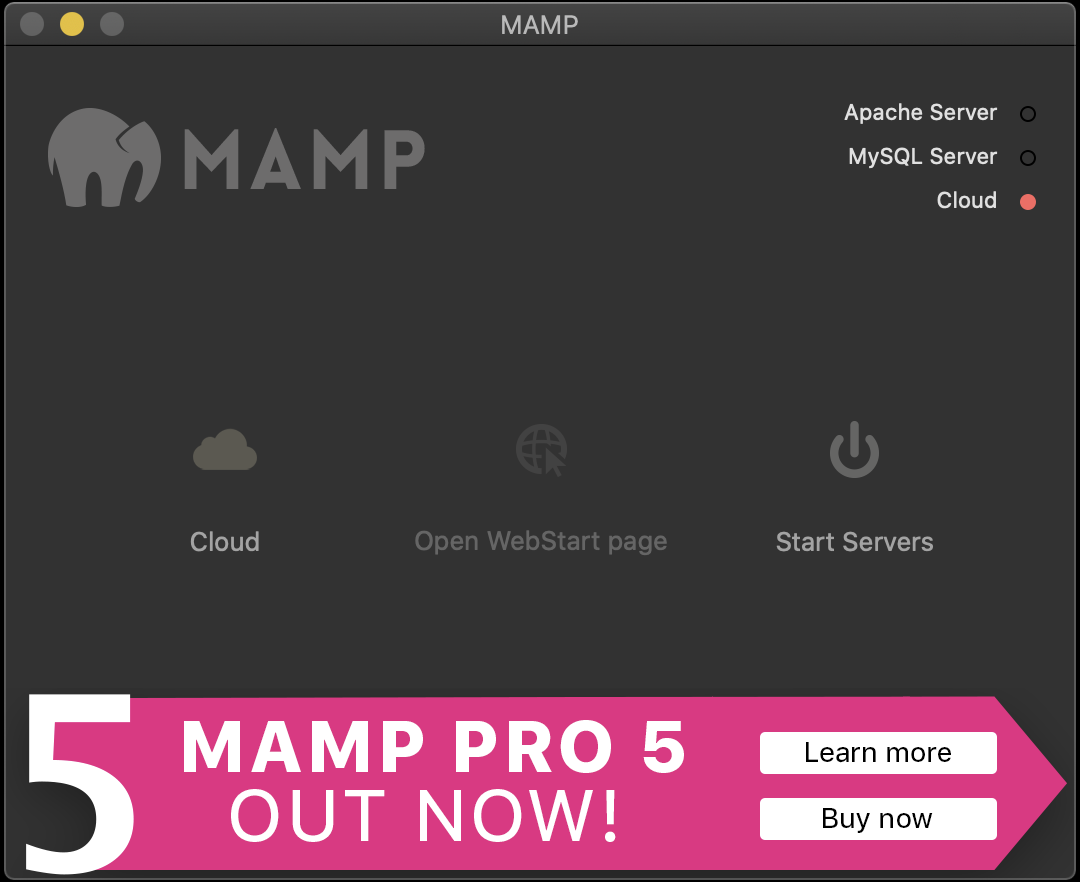 MAMP
MAMP
Apache Server
MySQL Server
Cloud
Cloud
Open WebStart page
Start Servers
5
MAMP PRO 5
OUT NOW!
Learn more
Buy now